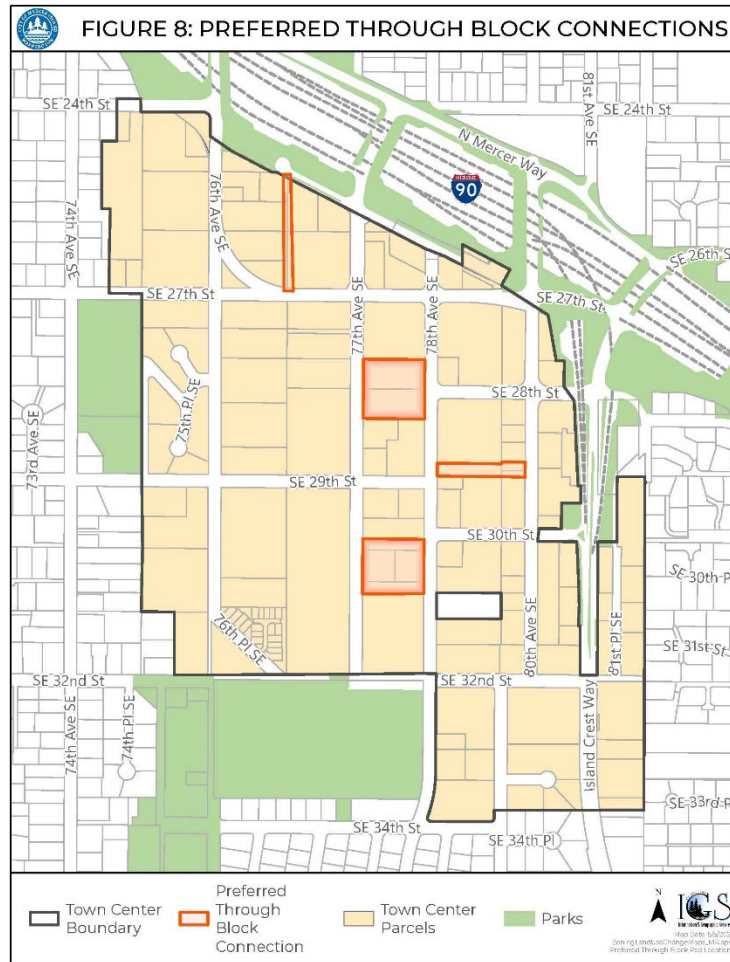 FIGURE 8: PREFERRED THROUGH BLOCK CONNECTIONS
SE 24th St
81st Ave SE
SE 24th St
N Mercer Way
90
74th Ave SE
76th Ave SE
SE 26th St
SE 27th St
77th Ave SE
78th Ave SE
SE 27th St
75th Pl SE
SE 28th St
73rd Ave SE
SE 29th St
SE 30th St
SE 30th P
80th Ave SE
76th Pl SE
81st Pl SE
SE 31st St
SE 32nd St
SE 32nd St
74th Ave SE
74th Pl SE
Island Crest Way
SE 33rd P
SE 34th St
SE 34th Pl
Town Center
Boundary
Preferred
Through
Block
Connection
Town Center
Parcels
Parks
N
IGS